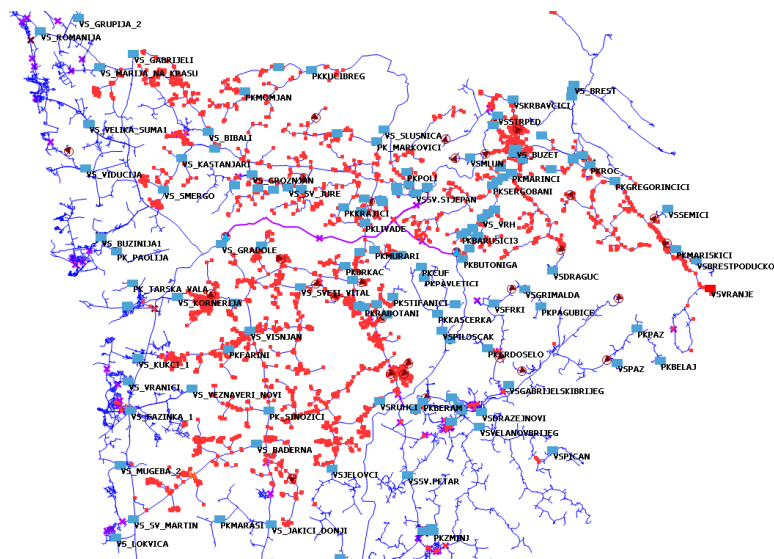 VS_GRUPIJA_2
VS_ROMANIJA
VS_GABRIJELI
VS_MARIJA_NA_KRASU
PKKUCIBREG
VS_BREST
PKMOMJAN
VSKRBAVCICI
VSSTRPED
VS_VELIKA_SUMA1
VS_BIBALI
VS_SLUSNICA
PK_MARKOVICI
VS_BUZET
VS_KASTANJARI
VSMLUN
VS_VIDUCIJA
PKROC
VS_GROZNJAN
PKPOLI
PKMARINCI
PKGREGORINCICI
VS_SMERGO
VS_SV_JURE
PKSERGOBANI
VSSV.STJEPAN
PKKRAJICI
VSSEMICI
PKLIVADE
VS_VRH
PKBARUSICI3
VS_BUZINIJA1
VS_GRADOLE
PK_PAOLIJA
PKMURARI
PKMARISKICI
PKBUTONIGA
VSBRESTPODUCKO
PKBRKAC
PKCUF
VSDRAGUC
PKPAVLETICI
PK_TARSKA_VALA
VS_SVETI_VITAL
VSGRIMALDA
VSVRANJE
VS_KORNERIJA
PKSTIFANICI
VSFRKI
PKRABOTANI
PKPAGUBICE
PKKASCERKA
VS_VISNJAN
VSPILOSCAK
PKPAZ
PKFARINI
PKGRDOSELO
VS_KUKCI_1
VSPAZ
PKBELAJ
VS_VRANICI
VS_VEZNAVERI_NOVI
VSGABRIJELSKIBRIJEG
VSRUHCI
PKBERAM
VS_FAZINKA_1
PK_SINOZICI
VSDRAZEJNOVI
VSVELANOVBRIJEG
VS_BADERNA
VSPICAN
VS_MUGEBA_2
VSJELOVCI
VSSV.PETAR
VS_SV_MARTIN
PKMARASI
VS_JAKICI_DONJI
PKZMINJ
VS_LOKVICA